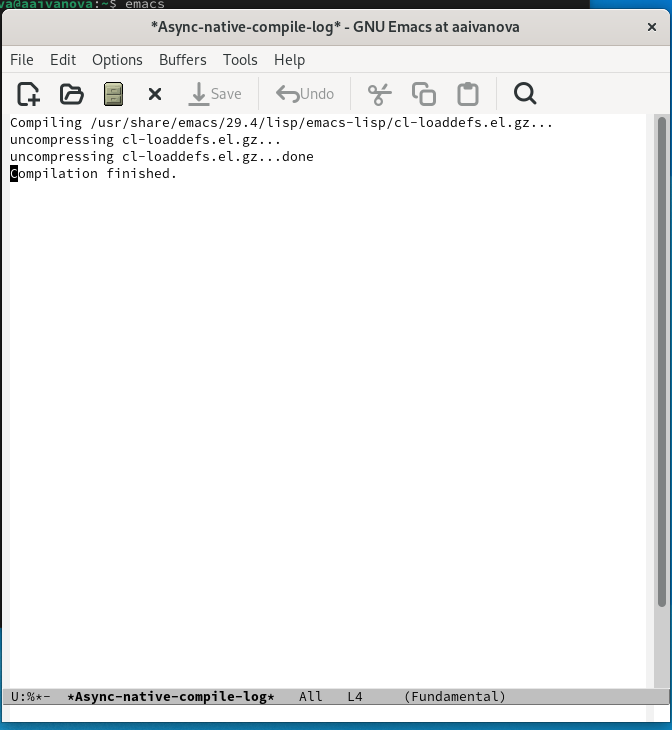 va@aaivanova:~$ emacs
*Async-native-compile-log* - GNU Emacs at aaivanova
File Edit Options Buffers Tools Help
Save Undo
Compiling /usr/share/emacs/29.4/lisp/emacs-lisp/cl-loaddefs.el.gz...
uncompressing cl-loaddefs.el.gz...
uncompressing cl-loaddefs.el.gz...done
Compilation finished.
U:%*- *Async-native-compile-log* All L4 (Fundamental)